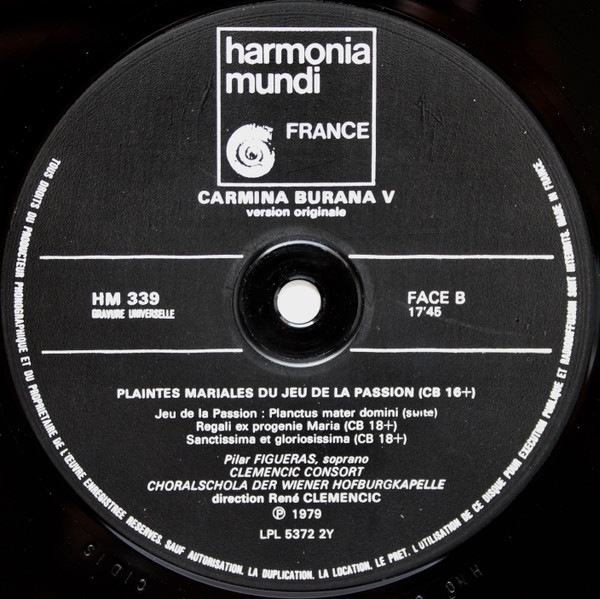 harmonia
mundi
FRANCE
CARMINA BURANA V
version originale
HM 339
GRAVURE UNIVERSELLE
FACE B
17'45
PLAINTES MARIALES DU JEU DE LA PASSION (CB 16+)
Jeu de la Passion : Planctus mater domini (suite)
Regali ex progenie Maria (CB 18+)
Sanctissima et gloriosissima (CB 18+)
Pilar FIGUERAS, soprano
CLEMENCIC CONSORT
CHORALSCHOLA DER WIENER HOFBURGKAPELLE
direction René CLEMENCIC
℗ 1979
LPL 5372 2Y
TOUS DROITS DU PRODUCTEUR PHONOGRAPHIQUE ET DU PROPRIETAIRE DE L'ŒUVRE ENREGISTREE RESERVES. SAUF AUTORISATION, LA DUPLICATION, LA LOCATION, LE PRET, L'UTILISATION DE CE DISQUE POUR EXECUTION PUBLIQUE ET RADIODIFFUSION SONT INTERDITS. MADE IN FRANCE.